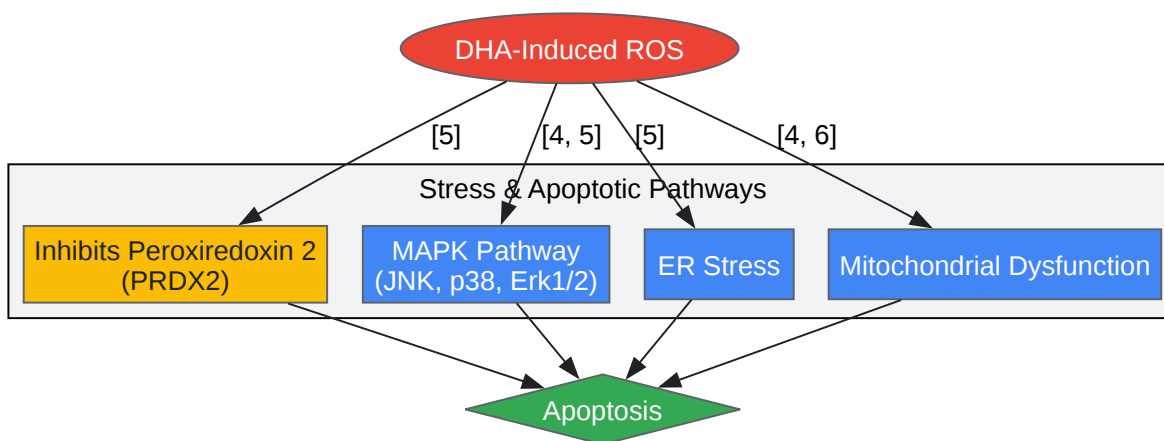 DHA-Induced ROS
[5]
[4, 5]
[5]
[4, 6]
Stress & Apoptotic Pathways
Inhibits Peroxiredoxin 2
(PRDX2)
MAPK Pathway
(JNK, p38, Erk1/2)
ER Stress
Mitochondrial Dysfunction
Apoptosis